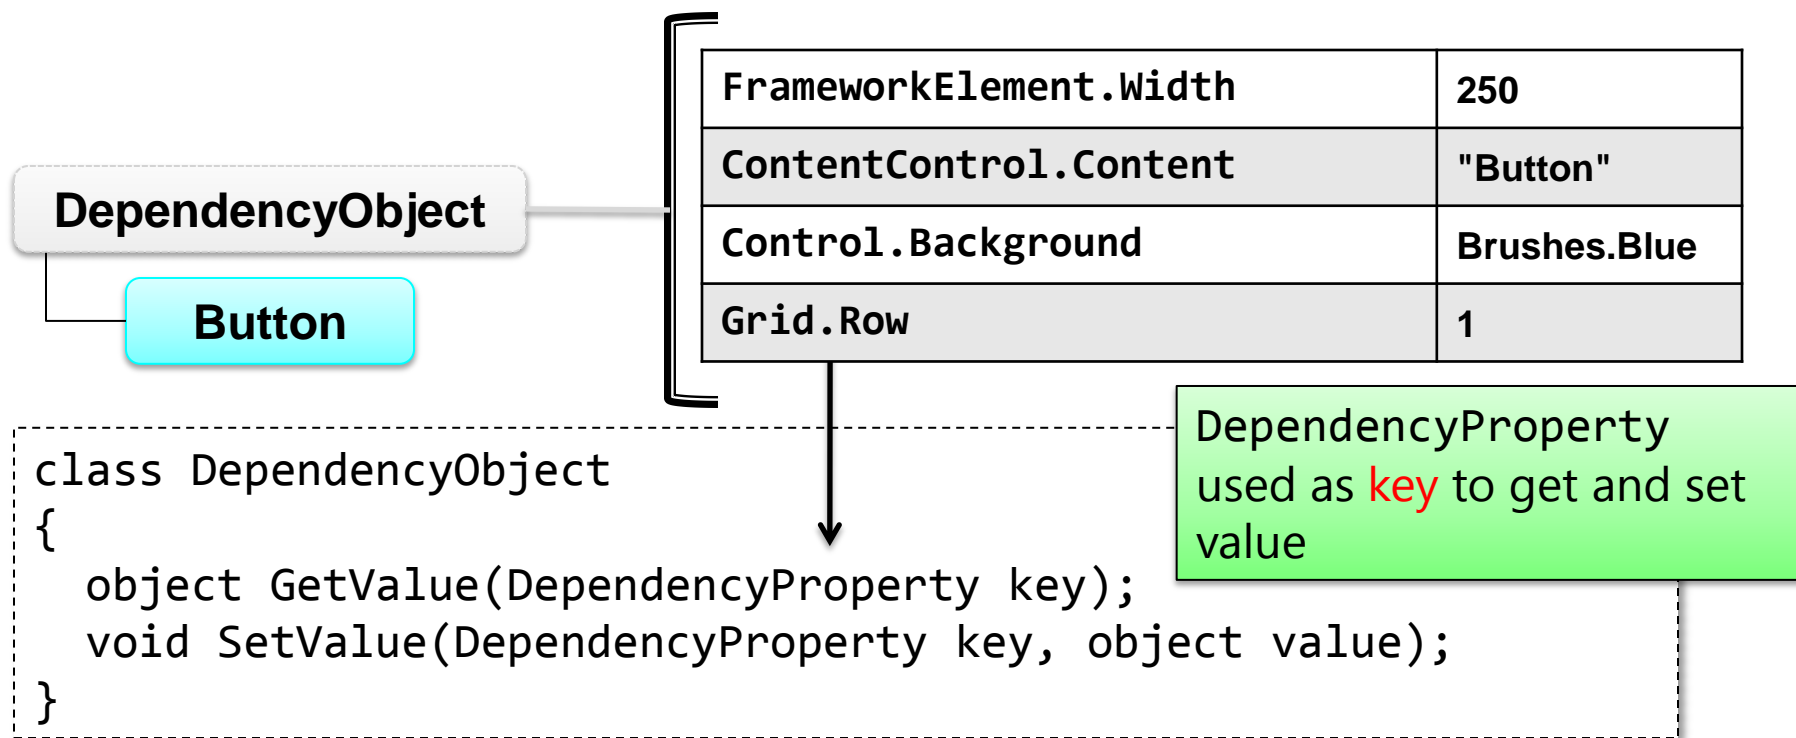 FrameworkElement.Width 250
ContentControl.Content "Button"
Control.Background Brushes.Blue
Grid.Row 1
DependencyObject
Button
DependencyProperty
used as key to get and set
value
class DependencyObject
{
object GetValue(DependencyProperty key);
void SetValue(DependencyProperty key, object value);
}